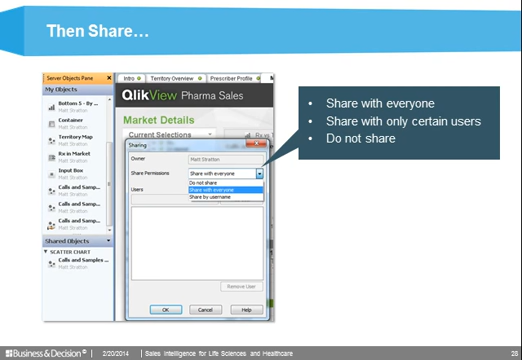 Then Share…
Server Objects Pane
My Objects
Bottom 5 - By ...
Matt Stratton
Container
Matt Stratton
Territory Map
Matt Stratton
Rx in Market
Matt Stratton
Input Box
Matt Stratton
Calls and Samp...
Matt Stratton
Calls and Samp...
Matt Stratton
Calls and Samp...
Matt Stratton
Shared Objects
SCATTER CHART
Calls and Samples ...
Matt Stratton
Intro
Territory Overview
Prescriber Profile
QlikView Pharma Sales
Market Details
Current Selections
Rx vs
Sharing
Owner
Matt Stratton
Share Permissions
Share with everyone
Do not share
Share with everyone
Share by username
Users
Remove User
OK
Cancel
Help
• Share with everyone
• Share with only certain users
• Do not share
Business&Decision
2/20/2014
Sales Intelligence for Life Sciences and Healthcare